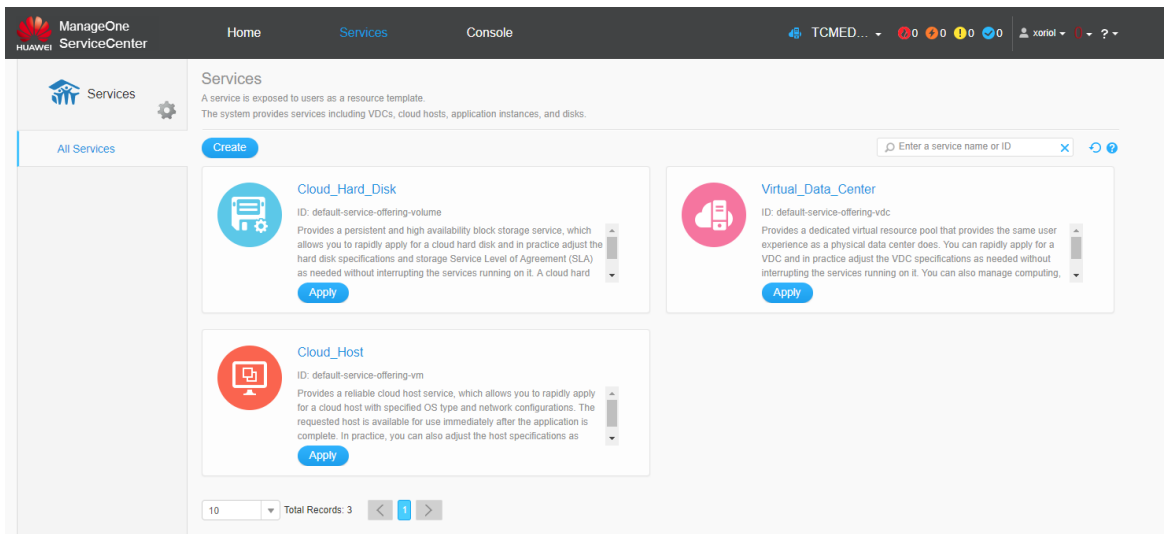 HUAWEI
ManageOne
ServiceCenter
Home
Services
Console
TCMED...
0
0
0
0
xoriol
?
Services
All Services
Services
A service is exposed to users as a resource template.
The system provides services including VDCs, cloud hosts, application instances, and disks.
Create
Enter a service name or ID
Cloud_Hard_Disk
ID: default-service-offering-volume
Provides a persistent and high availability block storage service, which
allows you to rapidly apply for a cloud hard disk and in practice adjust the
hard disk specifications and storage Service Level of Agreement (SLA)
as needed without interrupting the services running on it. A cloud hard
Apply
Virtual_Data_Center
ID: default-service-offering-vdc
Provides a dedicated virtual resource pool that provides the same user
experience as a physical data center does. You can rapidly apply for a
VDC and in practice adjust the VDC specifications as needed without
interrupting the services running on it. You can also manage computing,
Apply
Cloud_Host
ID: default-service-offering-vm
Provides a reliable cloud host service, which allows you to rapidly apply
for a cloud host with specified OS type and network configurations. The
requested host is available for use immediately after the application is
complete. In practice, you can also adjust the host specifications as
Apply
10
Total Records: 3
1